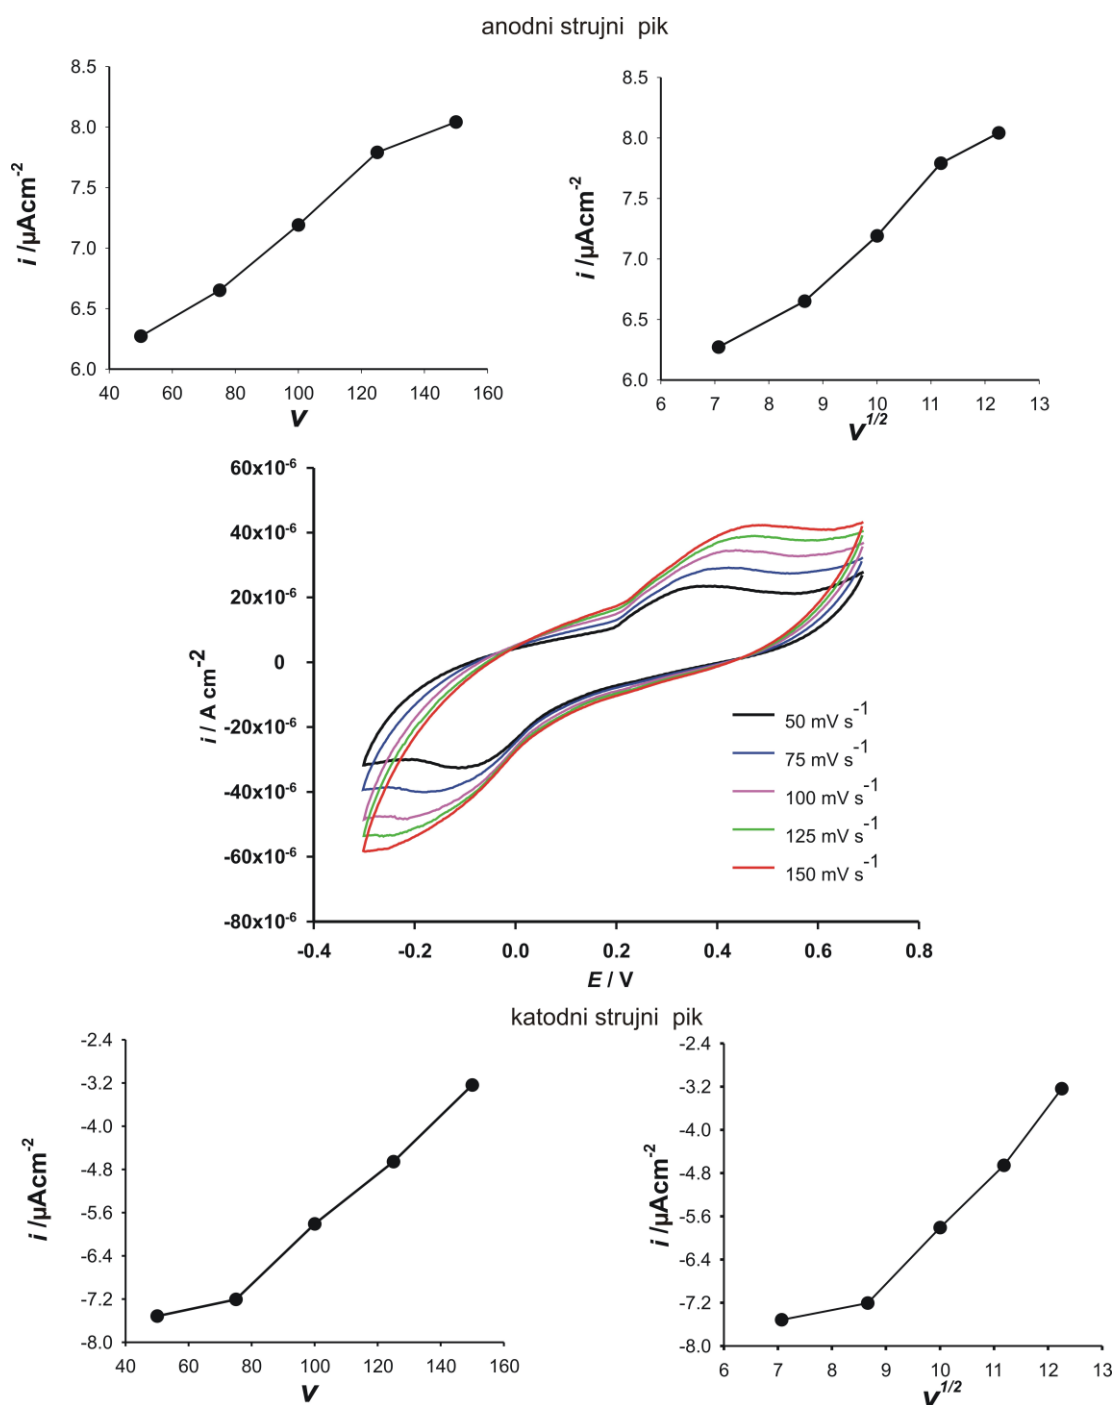 anodni strujni pik
8.5
8.0
7.5
7.0
6.5
6.0
i /µAcm-2
40 60 80 100 120 140 160
V
8.5
8.0
7.5
7.0
6.5
6.0
i /µAcm-2
6 7 8 9 10 11 12 13
V1/2
60x10-6
40x10-6
20x10-6
0
-20x10-6
-40x10-6
-60x10-6
-80x10-6
i / A cm-2
50 mV s-1
75 mV s-1
100 mV s-1
125 mV s-1
150 mV s-1
-0.4 -0.2 0.0 0.2 0.4 0.6 0.8
E / V
katodni strujni pik
-2.4
-3.2
-4.0
-4.8
-5.6
-6.4
-7.2
-8.0
i /µAcm-2
40 60 80 100 120 140 160
V
-2.4
-3.2
-4.0
-4.8
-5.6
-6.4
-7.2
-8.0
i /µAcm-2
6 7 8 9 10 11 12 13
V1/2